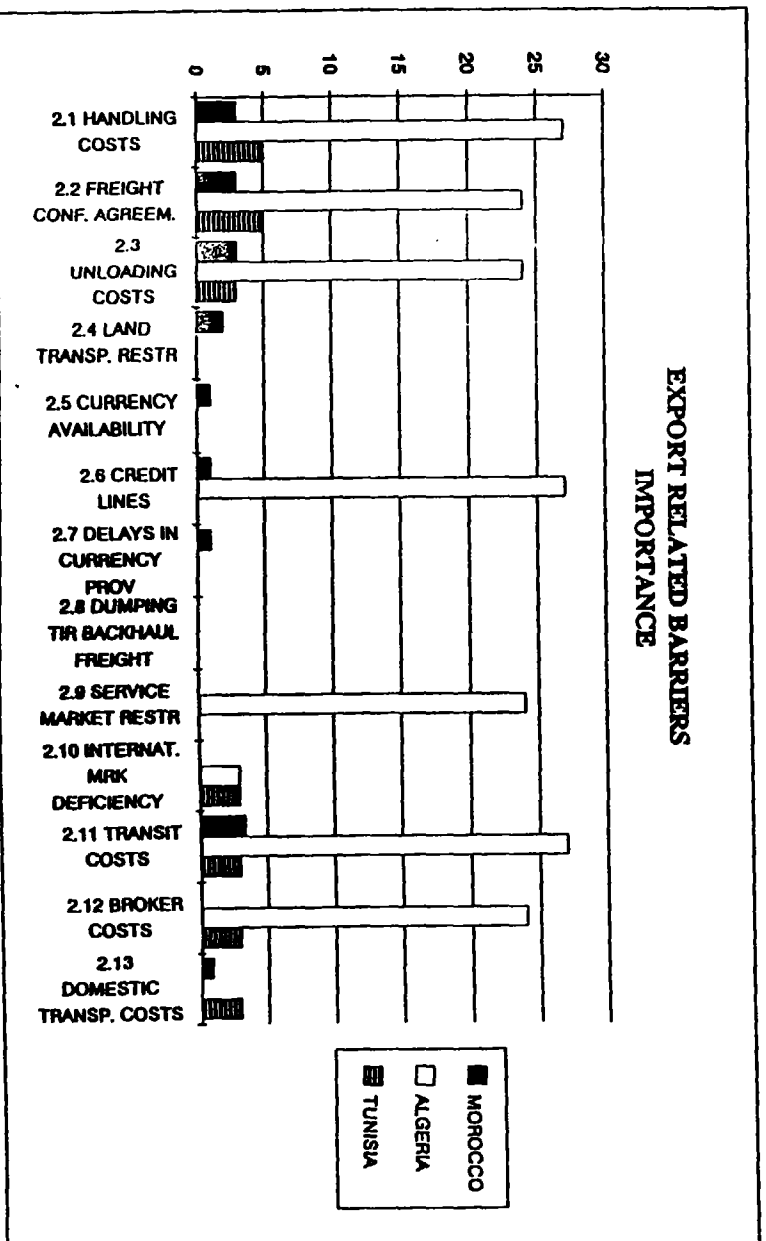 EXPORT RELATED BARRIERS
IMPORTANCE
30
25
20
15
10
5
0
2.1 HANDLING
COSTS
2.2 FREIGHT
CONF. AGREEM.
2.3
UNLOADING
COSTS
2.4 LAND
TRANSP. RESTR
2.5 CURRENCY
AVAILABILITY
2.6 CREDIT
LINES
2.7 DELAYS IN
CURRENCY
PROV
2.8 DUMPING
TIR BACKHAUL
FREIGHT
2.9 SERVICE
MARKET RESTR
2.10 INTERNAT.
MRK
DEFICIENCY
2.11 TRANSIT
COSTS
2.12 BROKER
COSTS
2.13
DOMESTIC
TRANSP. COSTS
MOROCCO
ALGERIA
TUNISIA